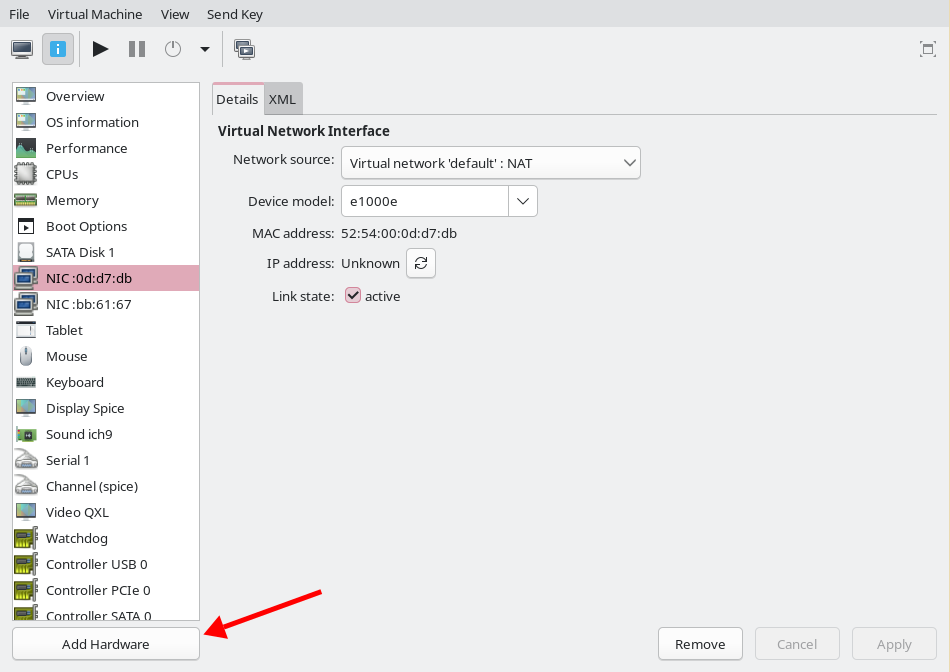 File Virtual Machine View Send Key
Overview
OS information
Performance
CPUs
Memory
Boot Options
SATA Disk 1
NIC :0d:d7:db
NIC :bb:61:67
Tablet
Mouse
Keyboard
Display Spice
Sound ich9
Serial 1
Channel (spice)
Video QXL
Watchdog
Controller USB 0
Controller PCIe 0
Controller SATA 0
Add Hardware
Details XML
Virtual Network Interface
Network source: Virtual network 'default' : NAT
Device model: e1000e
MAC address: 52:54:00:0d:d7:db
IP address: Unknown
Link state: active
Remove Cancel Apply